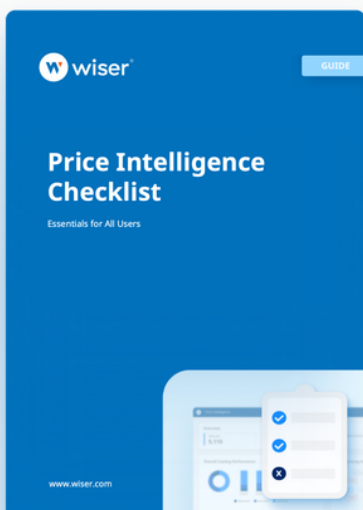 wiser
GUIDE
Price Intelligence
Checklist
Essentials for All Users
www.wiser.com